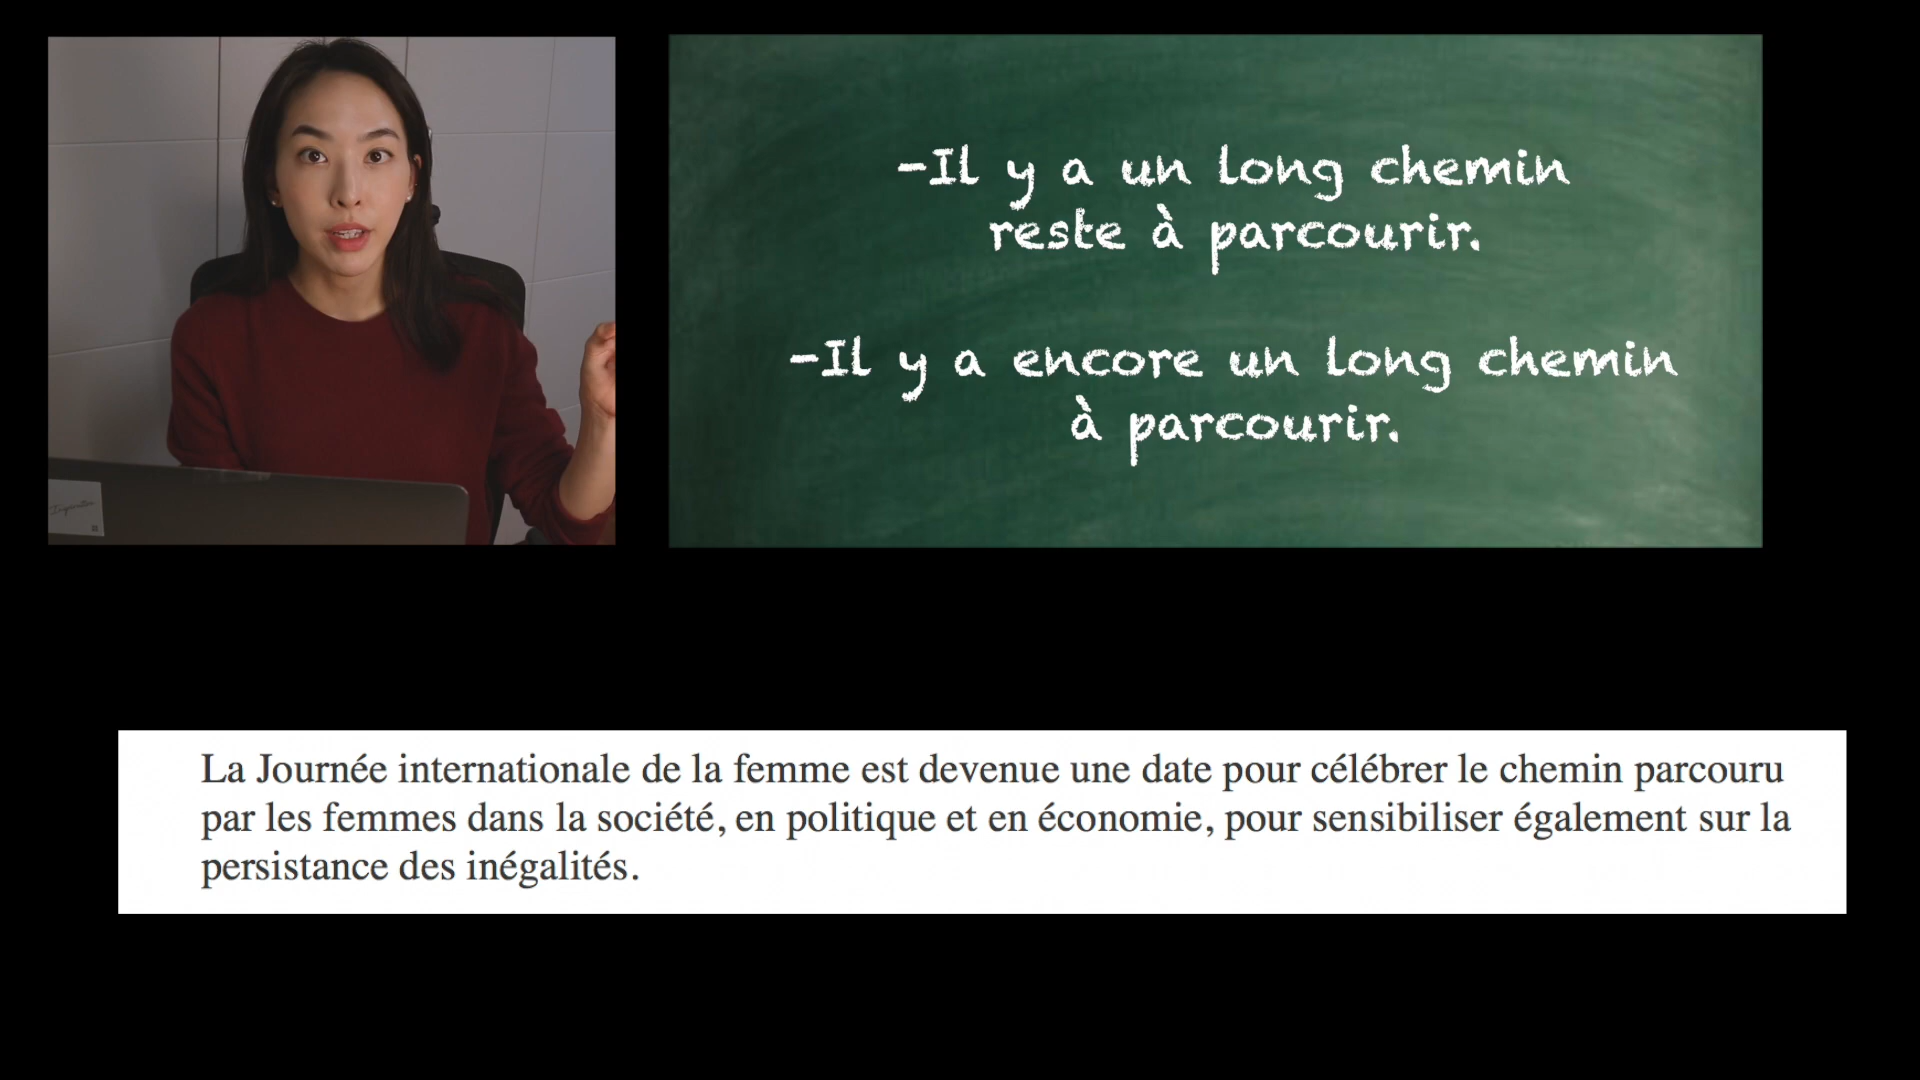 -Il y a un long chemin
reste à parcourir.
-Il y a encore un long chemin
à parcourir.
La Journée internationale de la femme est devenue une date pour célébrer le chemin parcouru
par les femmes dans la société, en politique et en économie, pour sensibiliser également sur la
persistance des inégalités.